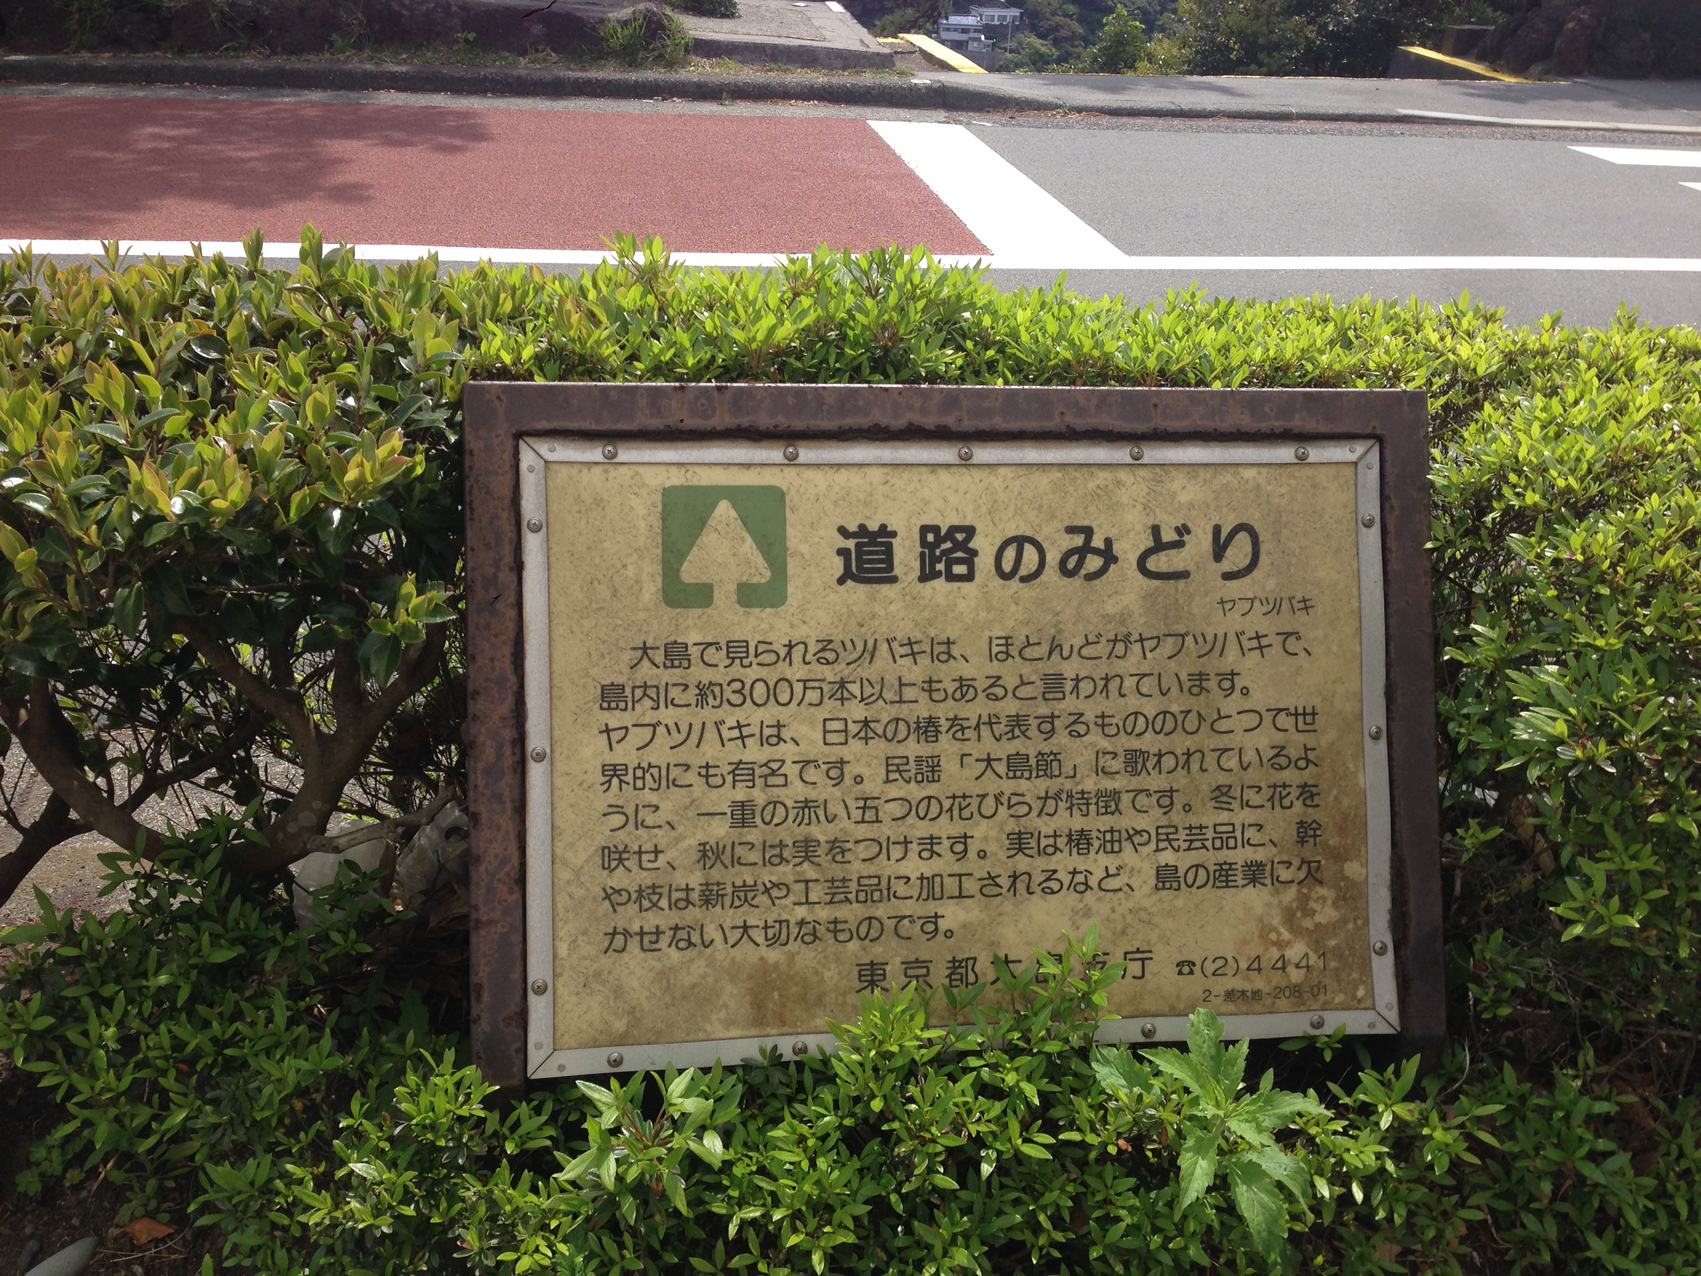 道路のみどり
ヤブツバキ
大島で見られるツバキは、ほとんどがヤブツバキで、
島内に約300万本以上もあると言われています。
ヤブツバキは、日本の椿を代表するもののひとつで世
界的にも有名です。民謡「大島節」に歌われているよ
うに、一重の赤い五つの花びらが特徴です。冬に花を
咲せ、秋には実をつけます。実は椿油や民芸品に、幹
や枝は薪炭や工芸品に加工されるなど、島の産業に欠
かせない大切なものです。
東京都大島支庁 ☎(2)4441
2-差木地-208-01